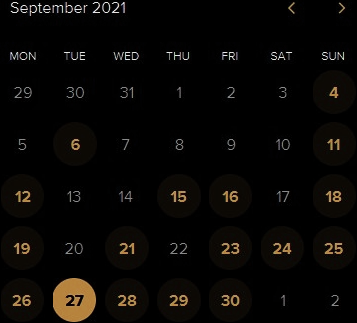 September 2021
MON TUE WED THU FRI SAT SUN
29 30 31 1 2 3 4
5 6 7 8 9 10 11
12 13 14 15 16 17 18
19 20 21 22 23 24 25
26 27 28 29 30 1 2